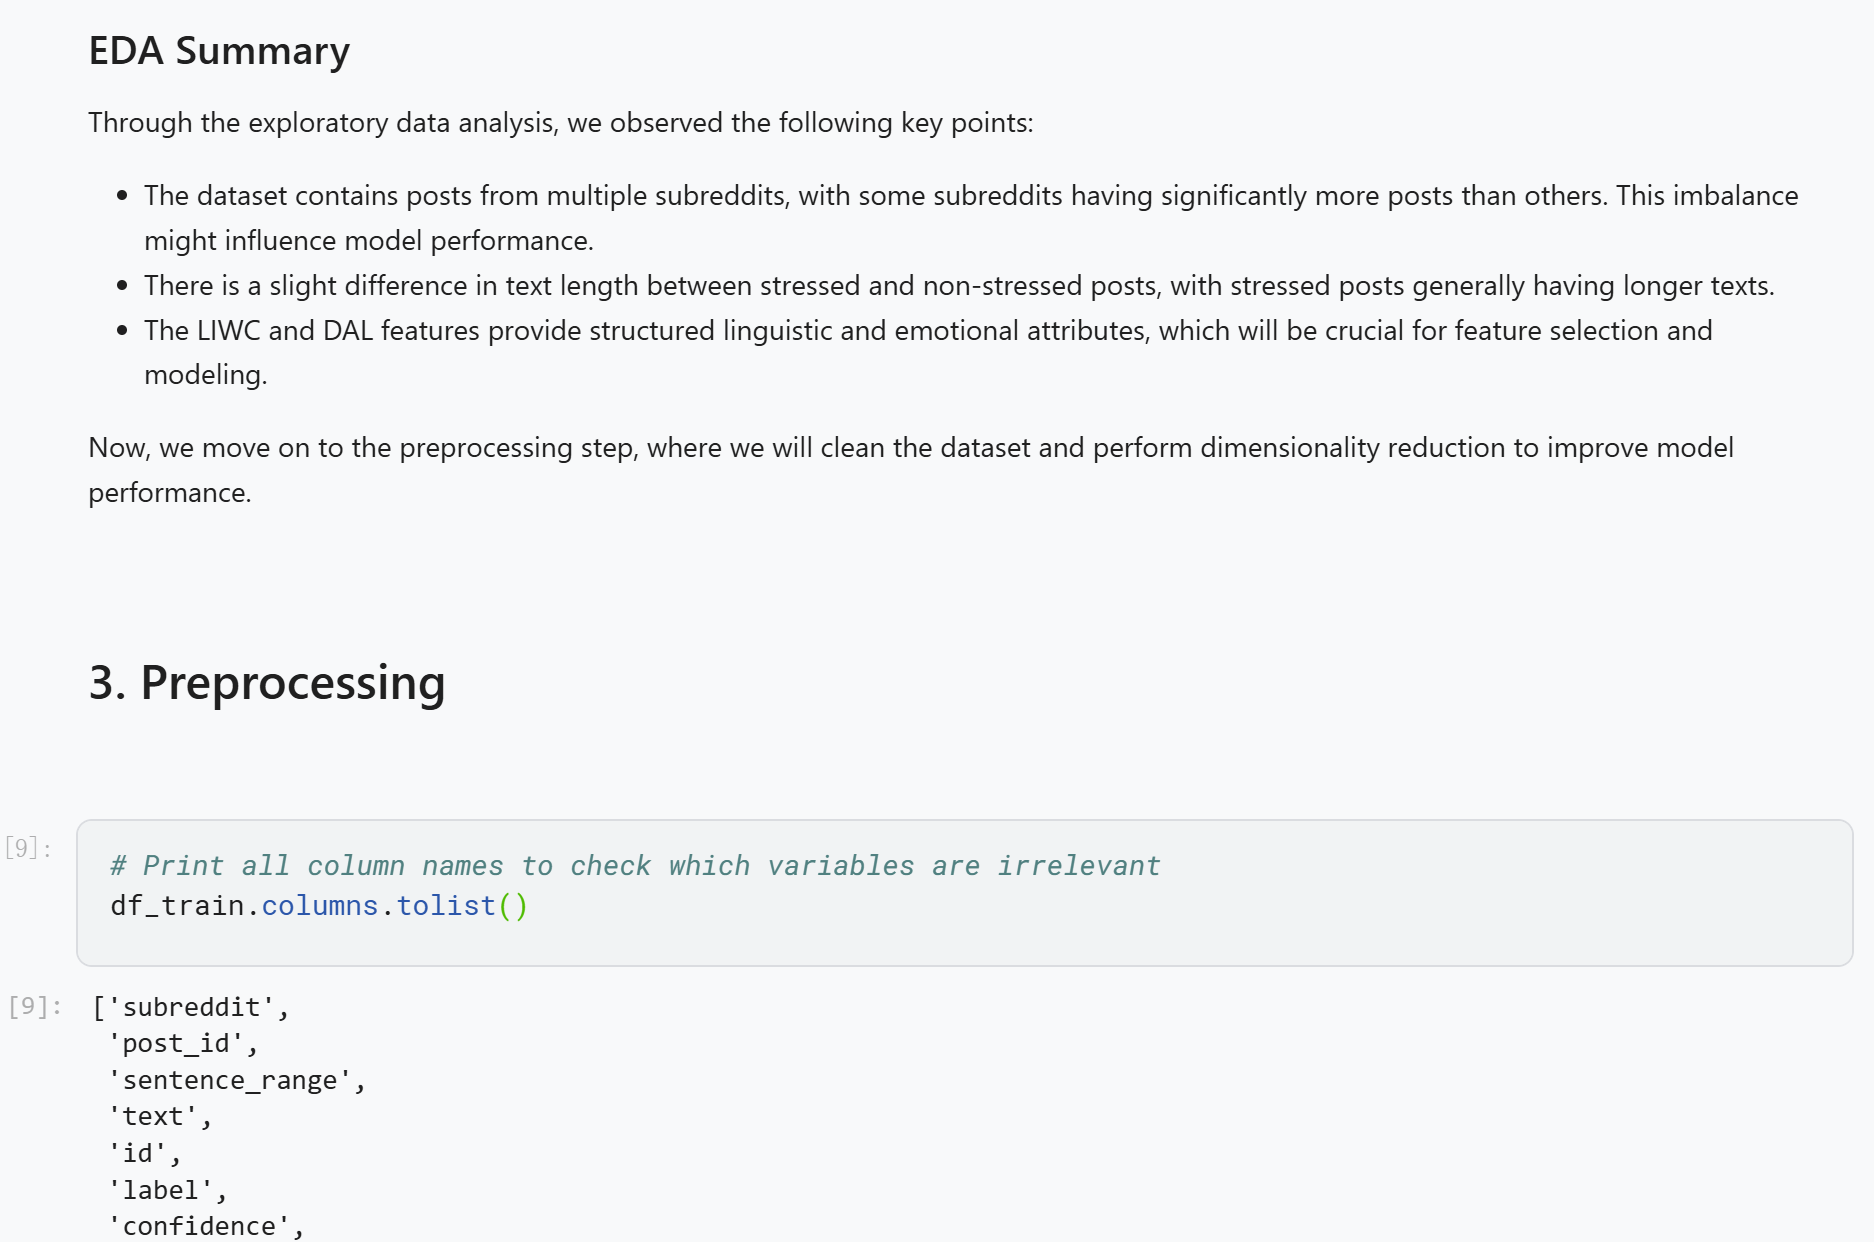 EDA Summary
Through the exploratory data analysis, we observed the following key points:
• The dataset contains posts from multiple subreddits, with some subreddits having significantly more posts than others. This imbalance
might influence model performance.
• There is a slight difference in text length between stressed and non-stressed posts, with stressed posts generally having longer texts.
• The LIWC and DAL features provide structured linguistic and emotional attributes, which will be crucial for feature selection and
modeling.
Now, we move on to the preprocessing step, where we will clean the dataset and perform dimensionality reduction to improve model
performance.
3. Preprocessing
[9]:
# Print all column names to check which variables are irrelevant
df_train.columns.tolist()
[9]: ['subreddit',
'post_id',
'sentence_range',
'text',
'id',
'label',
'confidence',